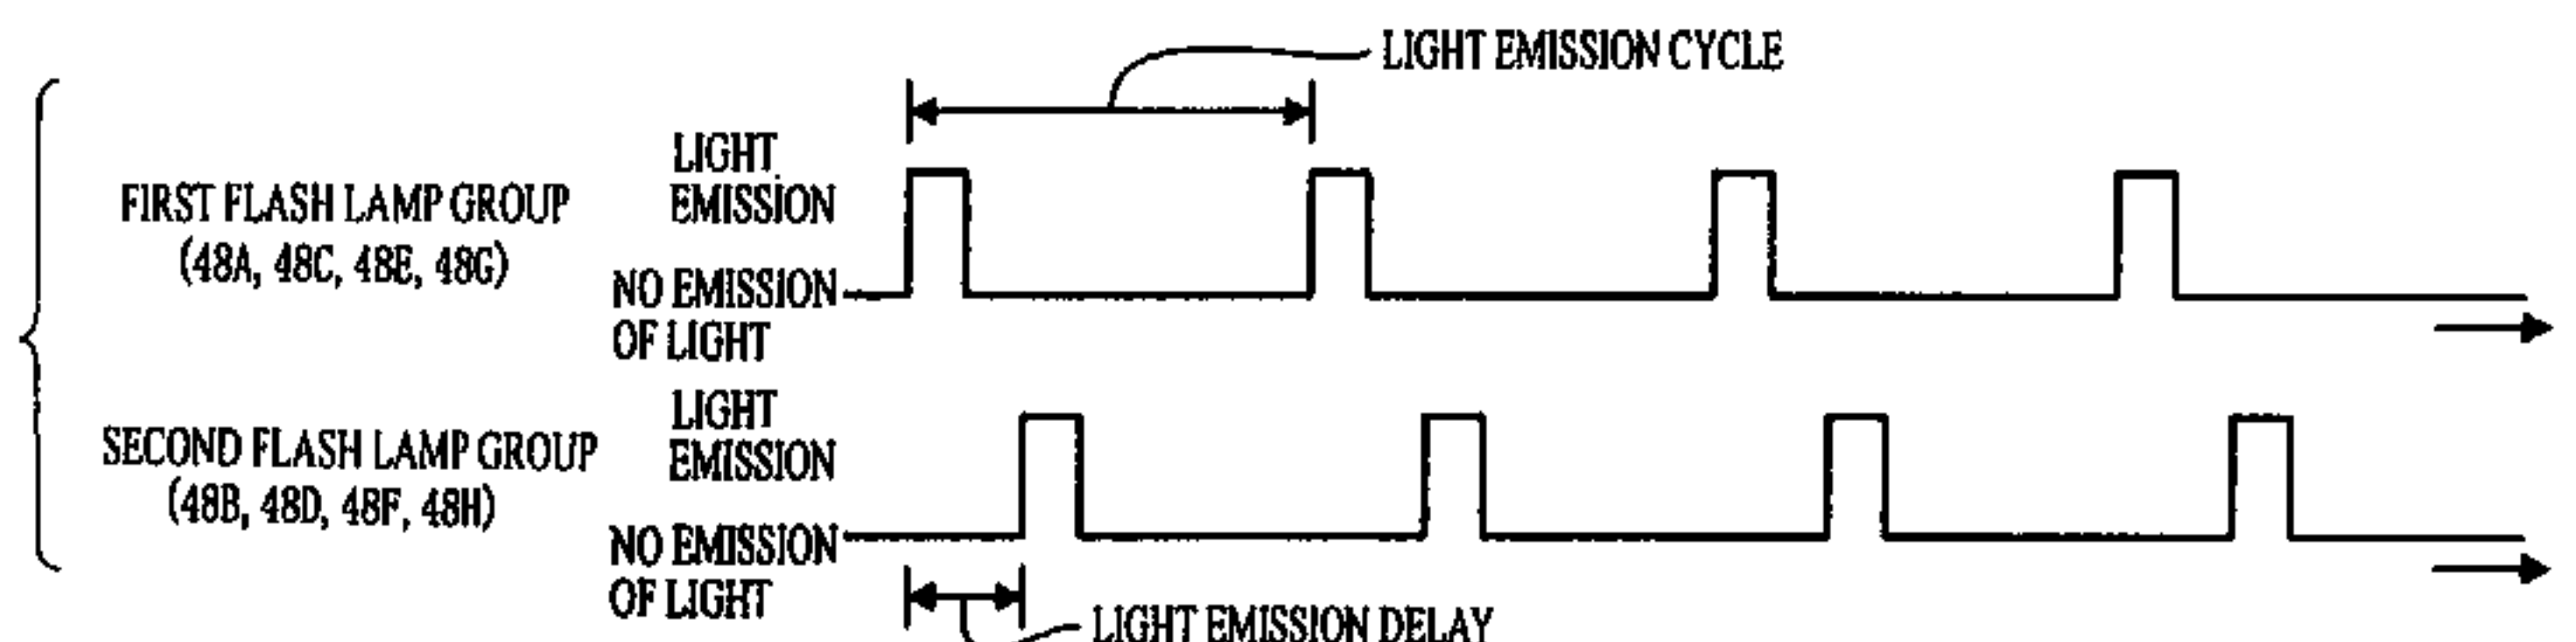 LIGHT EMISSION CYCLE
FIRST FLASH LAMP GROUP
(48A, 48C, 48E, 48G)
LIGHT
EMISSION
NO EMISSION
OF LIGHT
SECOND FLASH LAMP GROUP
(48B, 48D, 48F, 48H)
LIGHT
EMISSION
NO EMISSION
OF LIGHT
LIGHT EMISSION DELAY